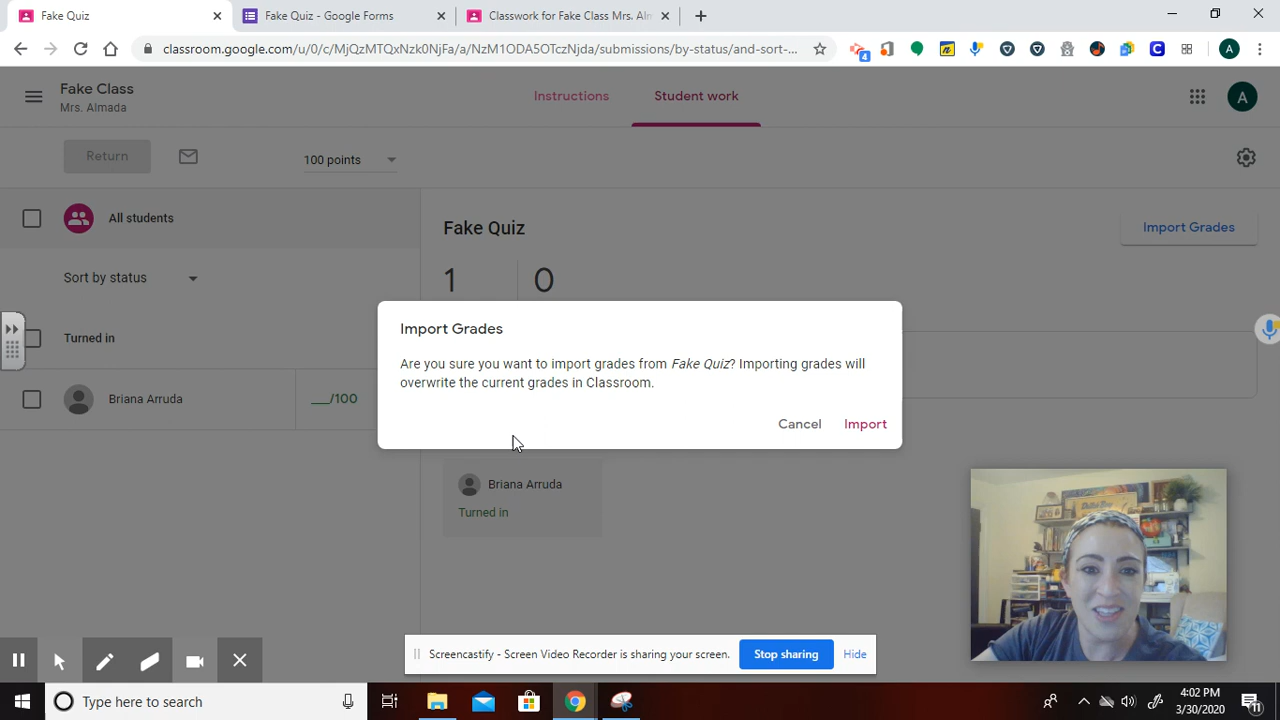 Fake Quiz
Fake Quiz - Google Forms
Classwork for Fake Class Mrs. Alm
classroom.google.com/u/0/c/MjQzMTQxNzk0NjFa/a/NzM1ODA5OTczNjda/submissions/by-status/and-sort-...
4
A
Fake Class
Mrs. Almada
Instructions
Student work
A
Return
100 points
All students
Fake Quiz
Import Grades
Sort by status
1
0
Import Grades
Turned in
Are you sure you want to import grades from Fake Quiz? Importing grades will
overwrite the current grades in Classroom.
Briana Arruda
___/100
Cancel
Import
Briana Arruda
Turned in
Screencastify - Screen Video Recorder is sharing your screen.
Stop sharing
Hide
Type here to search
4:02 PM
3/30/2020
11